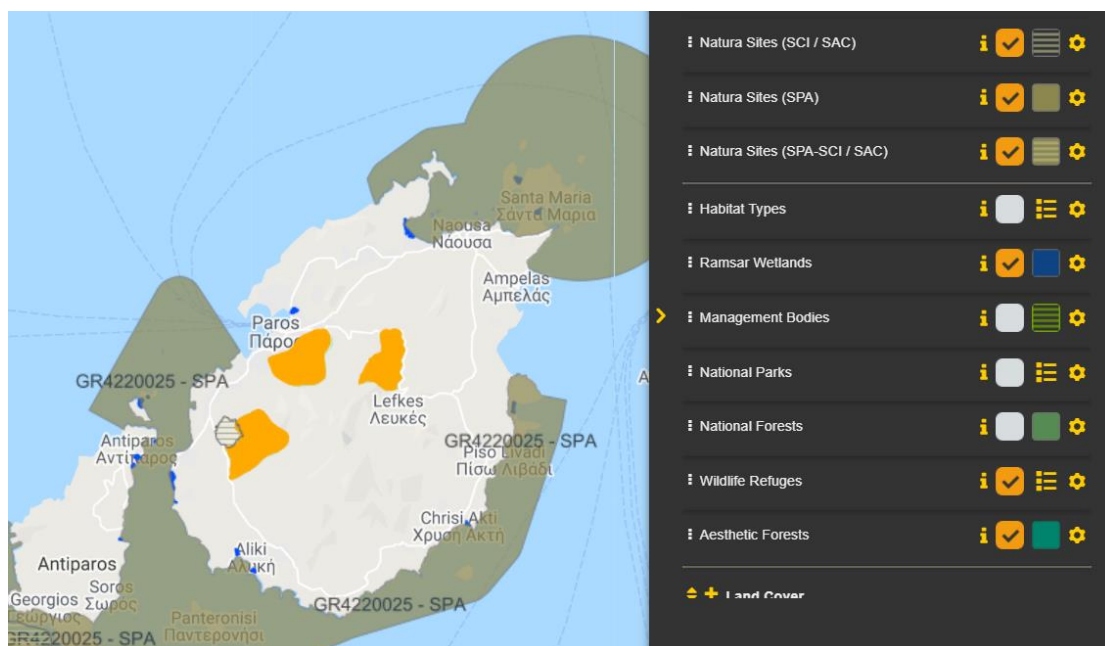 Santa Maria
Σάντα Μαρια
Naousa
Νάουσα
Ampelas
Αμπελάς
Paros
Πάρος
GR4220025 - SPA
Lefkes
Λευκές
Antiparos
Αντίπαρος
GR4220025 - SPA
Piso Livadi
Πίσω Λιβάδι
Chrisi Akti
Χρυσή Ακτή
Aliki
Αλυκή
Antiparos
Soros
Σωρός
Georgios
Γεώργιος
GR4220025 - SPA
Panteronisi
Παντερονήσι
GR4220025 - SPA
A
Natura Sites (SCI / SAC)
Natura Sites (SPA)
Natura Sites (SPA-SCI / SAC)
Habitat Types
Ramsar Wetlands
Management Bodies
National Parks
National Forests
Wildlife Refuges
Aesthetic Forests
Land Cover